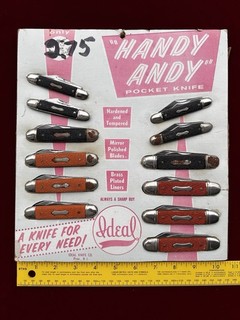 275
"HANDY
ANDY"
POCKET KNIFE
Hardened
and
Tempered
Mirror
Polished
Blades
Brass
Plated
Liners
ALWAYS A SHARP BUY
Ideal
A KNIFE FOR
EVERY NEED!